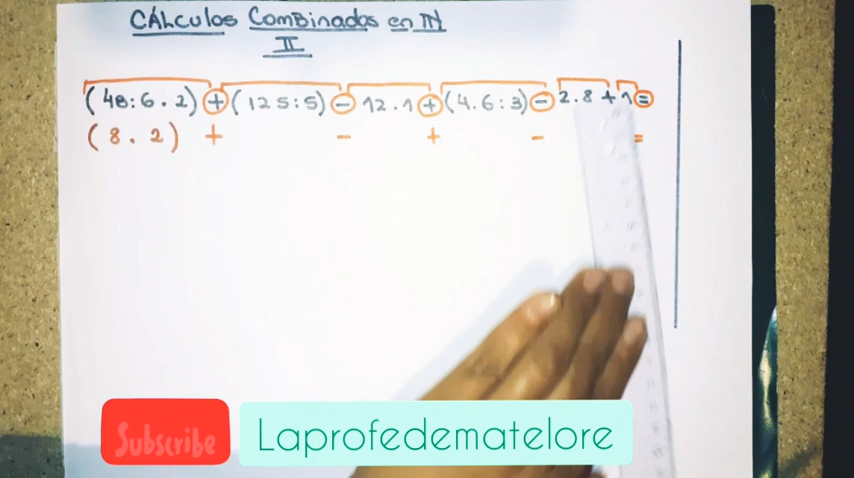 CÁLculos Combinados en ℕ
II
(48:6.2)+(125:5)-12.1+(4.6:3)-2.8+1=
(8.2) + - + - =
Subscribe
Laprofedematelore